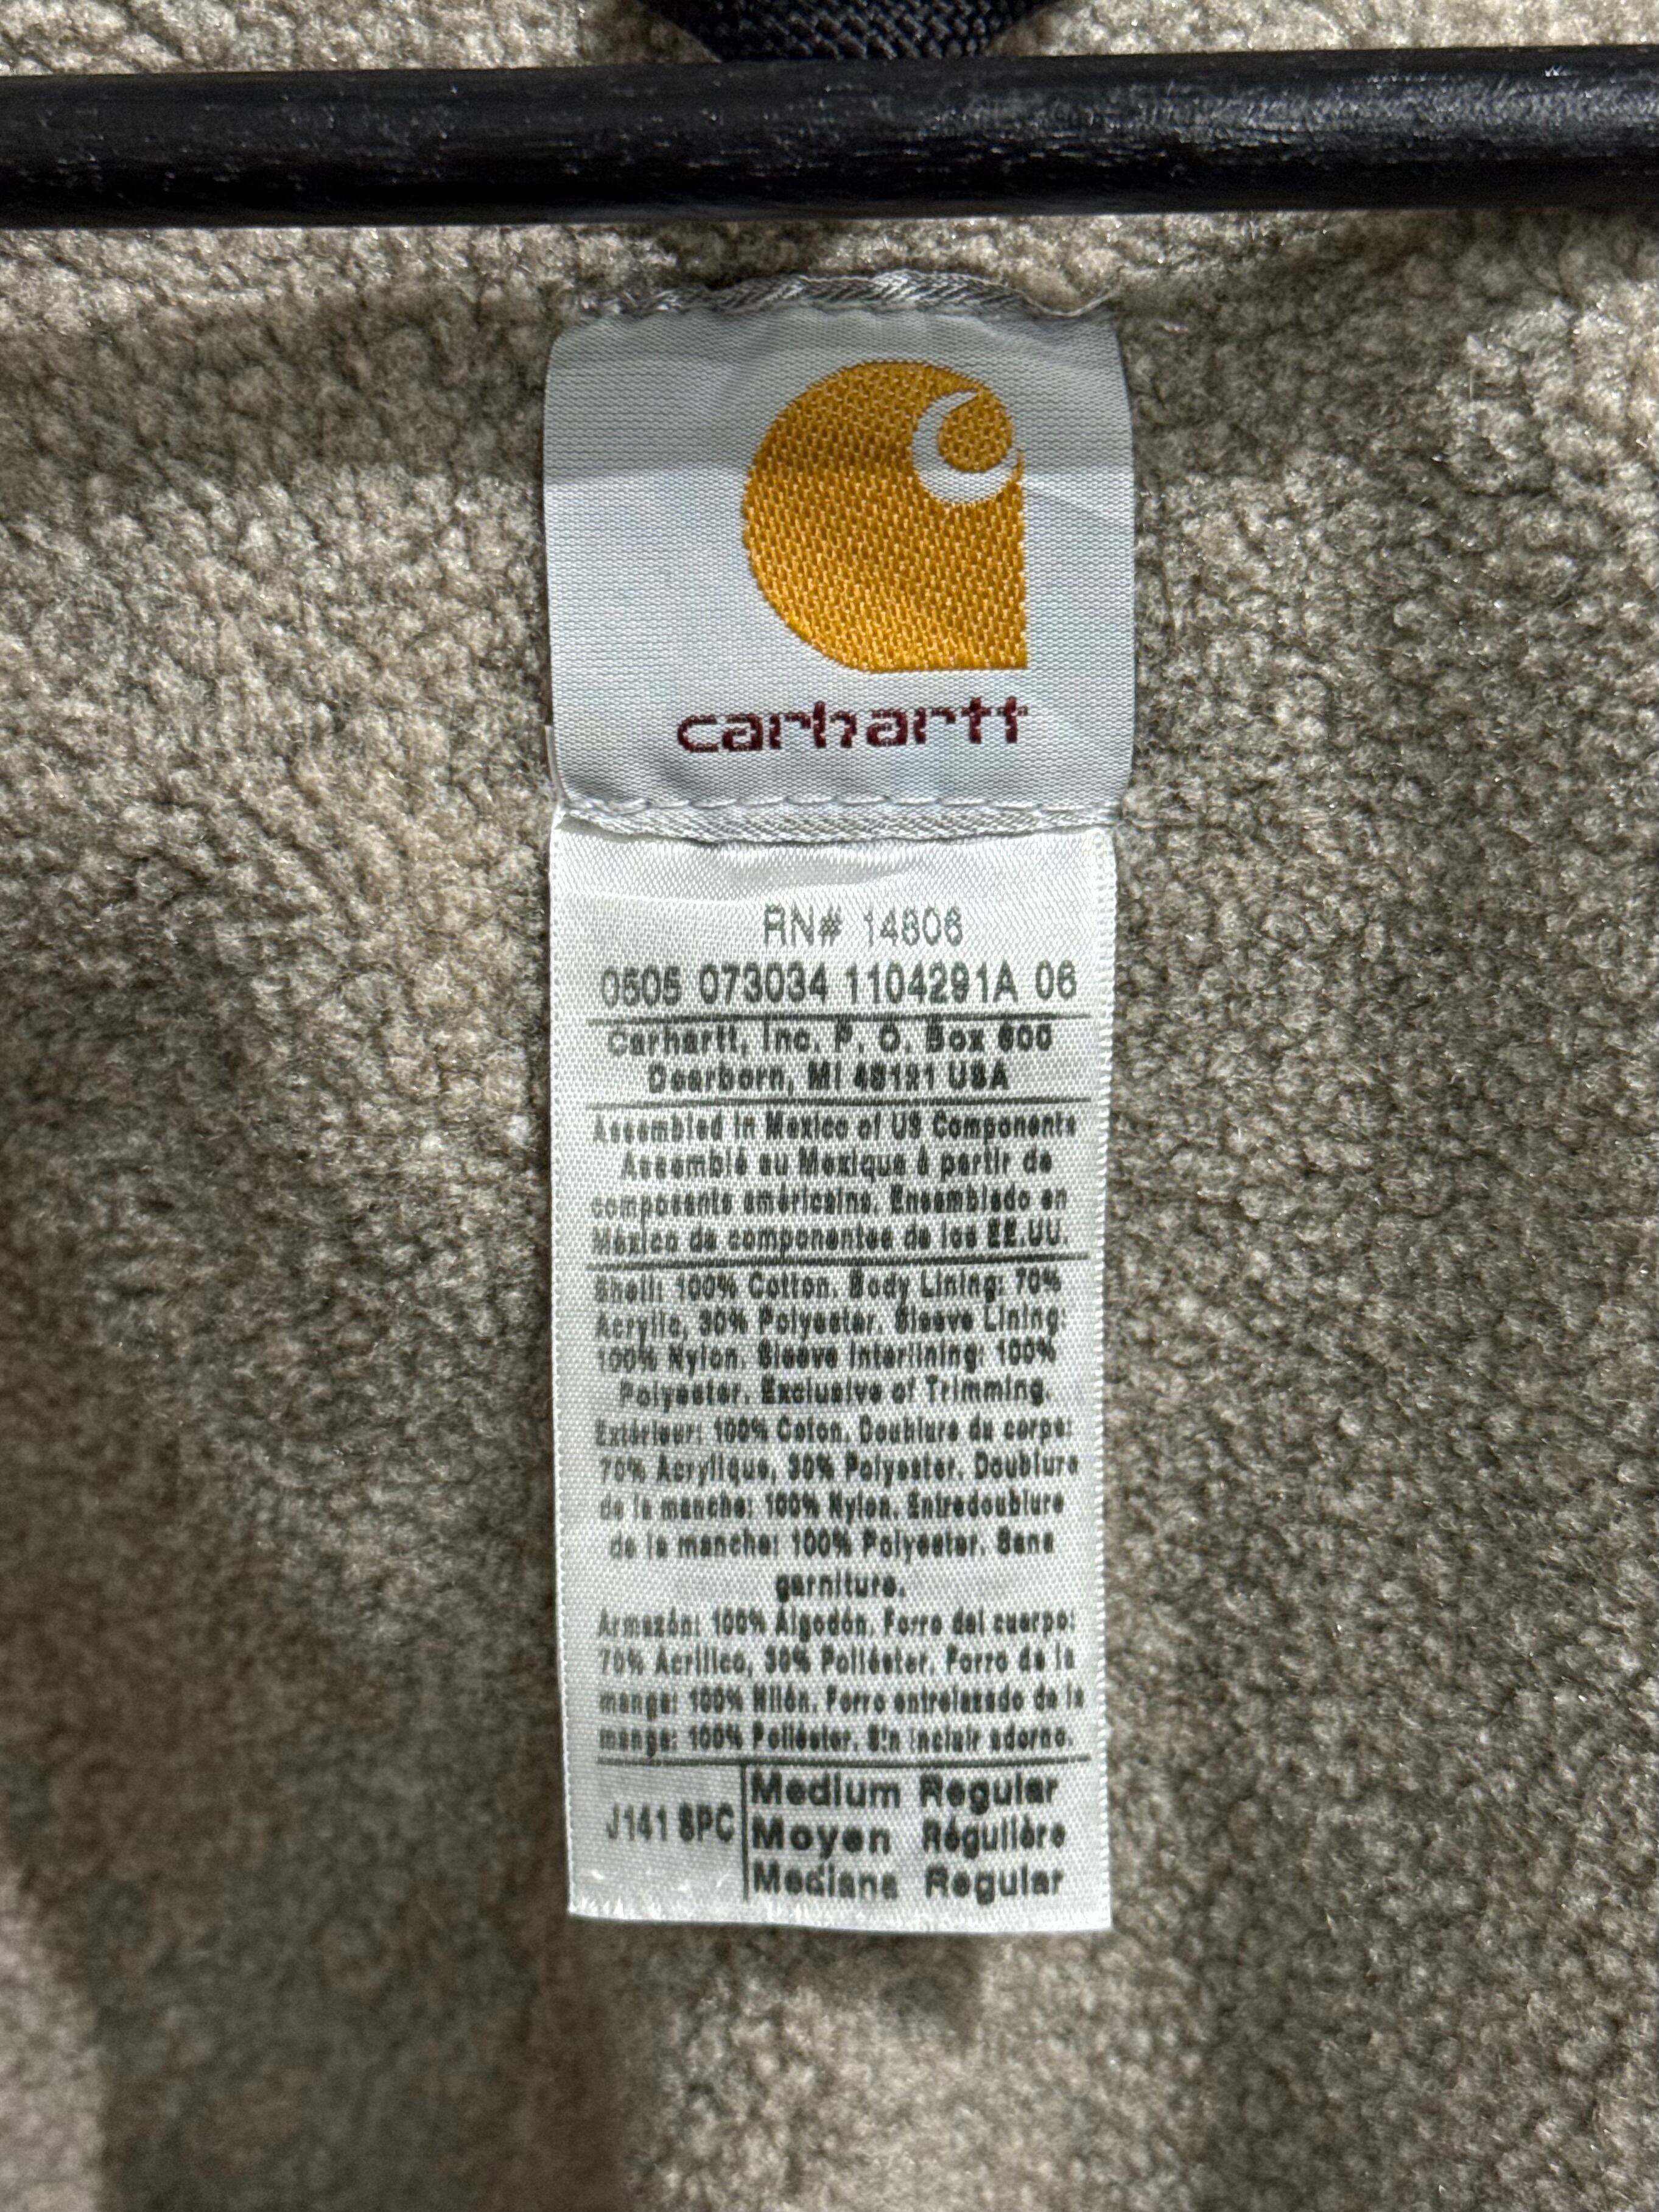 carhartt
RN# 14806
0505 073034 1104291A 06
Carhartt, Inc. P. O. Box 600
Dearborn, MI 48121 USA
Assembled in Mexico of US Components
Assemblé au Mexique à partir de
composants américains. Ensamblado en
México de componentes de los EE.UU.
Shell: 100% Cotton. Body Lining: 70%
Acrylic, 30% Polyester. Sleeve Lining:
100% Nylon. Sleeve Interlining: 100%
Polyester. Exclusive of Trimming.
Extérieur: 100% Coton. Doublure du corps:
70% Acrylique, 30% Polyester. Doublure
de la manche: 100% Nylon. Entredoublure
de la manche: 100% Polyester. Sans
garniture.
Armazón: 100% Algodón. Forro del cuerpo:
70% Acrílico, 30% Poliéster. Forro de la
manga: 100% Nilón. Forro entrelazado de la
manga: 100% Poliéster. Sin incluir adorno.
J141 SPC
Medium Regular
Moyen Régulière
Mediana Regular